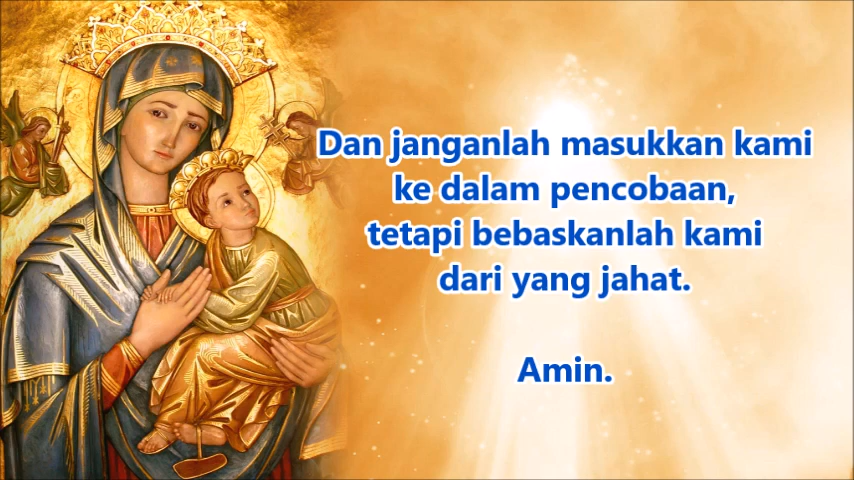 Dan janganlah masukkan kami
ke dalam pencobaan,
tetapi bebaskanlah kami
dari yang jahat.
Amin.